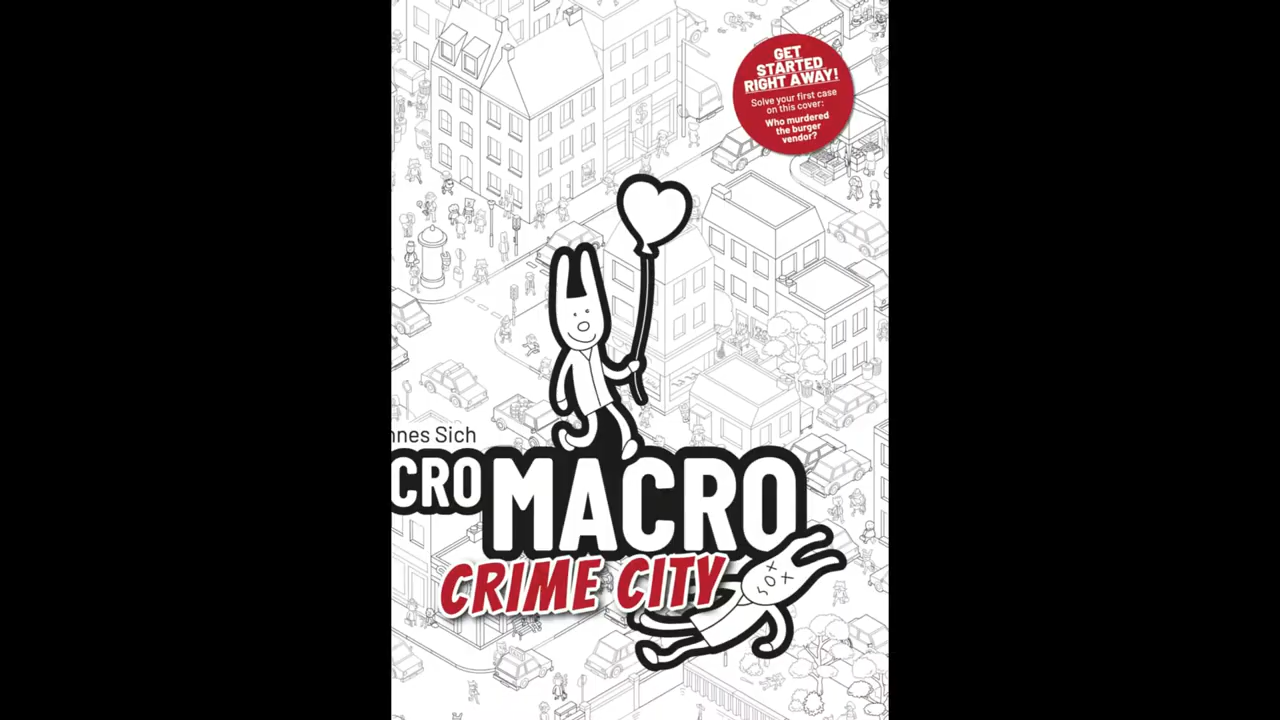 GET
STARTED
RIGHT AWAY!
Solve your first case
on this cover:
Who murdered
the burger
vendor?
nnes Sich
CRO MACRO
CRIME CITY